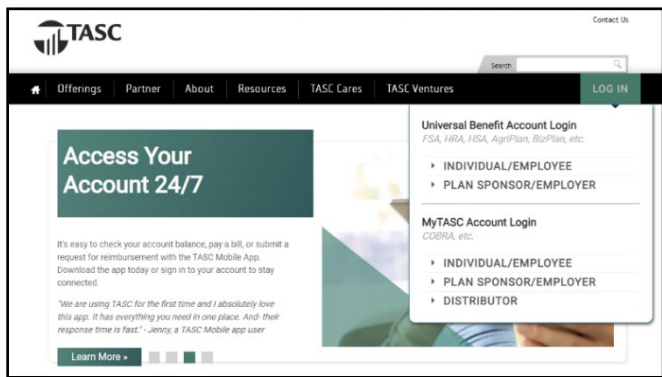 Contact Us
TASC
Search
Offerings Partner About Resources TASC Cares TASC Ventures LOG IN
Access Your
Account 24/7
It's easy to check your account balance, pay a bill, or submit a
request for reimbursement with the TASC Mobile App.
Download the app today or sign in to your account to stay
connected.
"We are using TASC for the first time and I absolutely love
this app. It has everything you need in one place. And- their
response time is fast." - Jenny, a TASC Mobile app user
Learn More »
Universal Benefit Account Login
FSA, HRA, HSA, AgriPlan, BizPlan, etc.
INDIVIDUAL/EMPLOYEE
PLAN SPONSOR/EMPLOYER
MyTASC Account Login
COBRA, etc.
INDIVIDUAL/EMPLOYEE
PLAN SPONSOR/EMPLOYER
DISTRIBUTOR